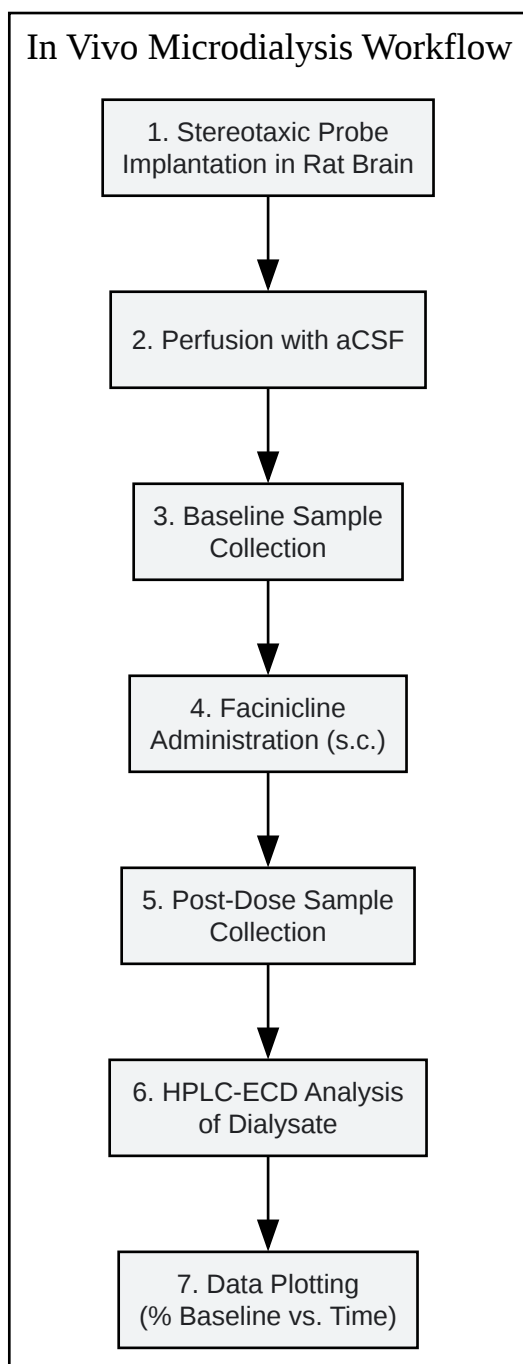 In Vivo Microdialysis Workflow
1. Stereotaxic Probe
Implantation in Rat Brain
2. Perfusion with aCSF
3. Baseline Sample
Collection
4. Facinicline
Administration (s.c.)
5. Post-Dose Sample
Collection
6. HPLC-ECD Analysis
of Dialysate
7. Data Plotting
(% Baseline vs. Time)